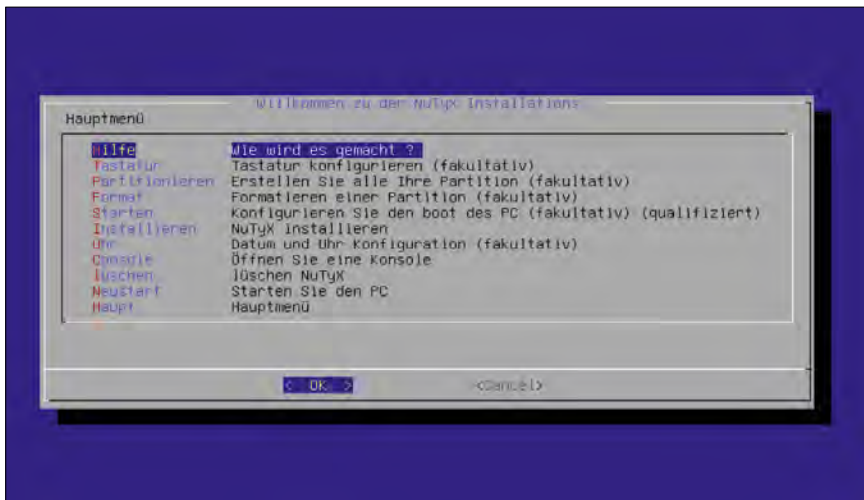 Willkommen zu der NuTyx Installations
Hauptmenü
Hilfe Wie wird es gemacht ?
Tastatur Tastatur konfigurieren (fakultativ)
Partitionieren Erstellen Sie alle Ihre Partition (fakultativ)
Format Formatieren einer Partition (fakultativ)
Starten Konfigurieren Sie den boot des PC (fakultativ) (qualifiziert)
Installieren NuTyX installieren
Uhr Datum und Uhr Konfiguration (fakultativ)
Console Öffnen Sie eine Konsole
löschen löschen NuTyX
Neustart Starten Sie den PC
Haupt Hauptmenü
< OK > <Cancel>